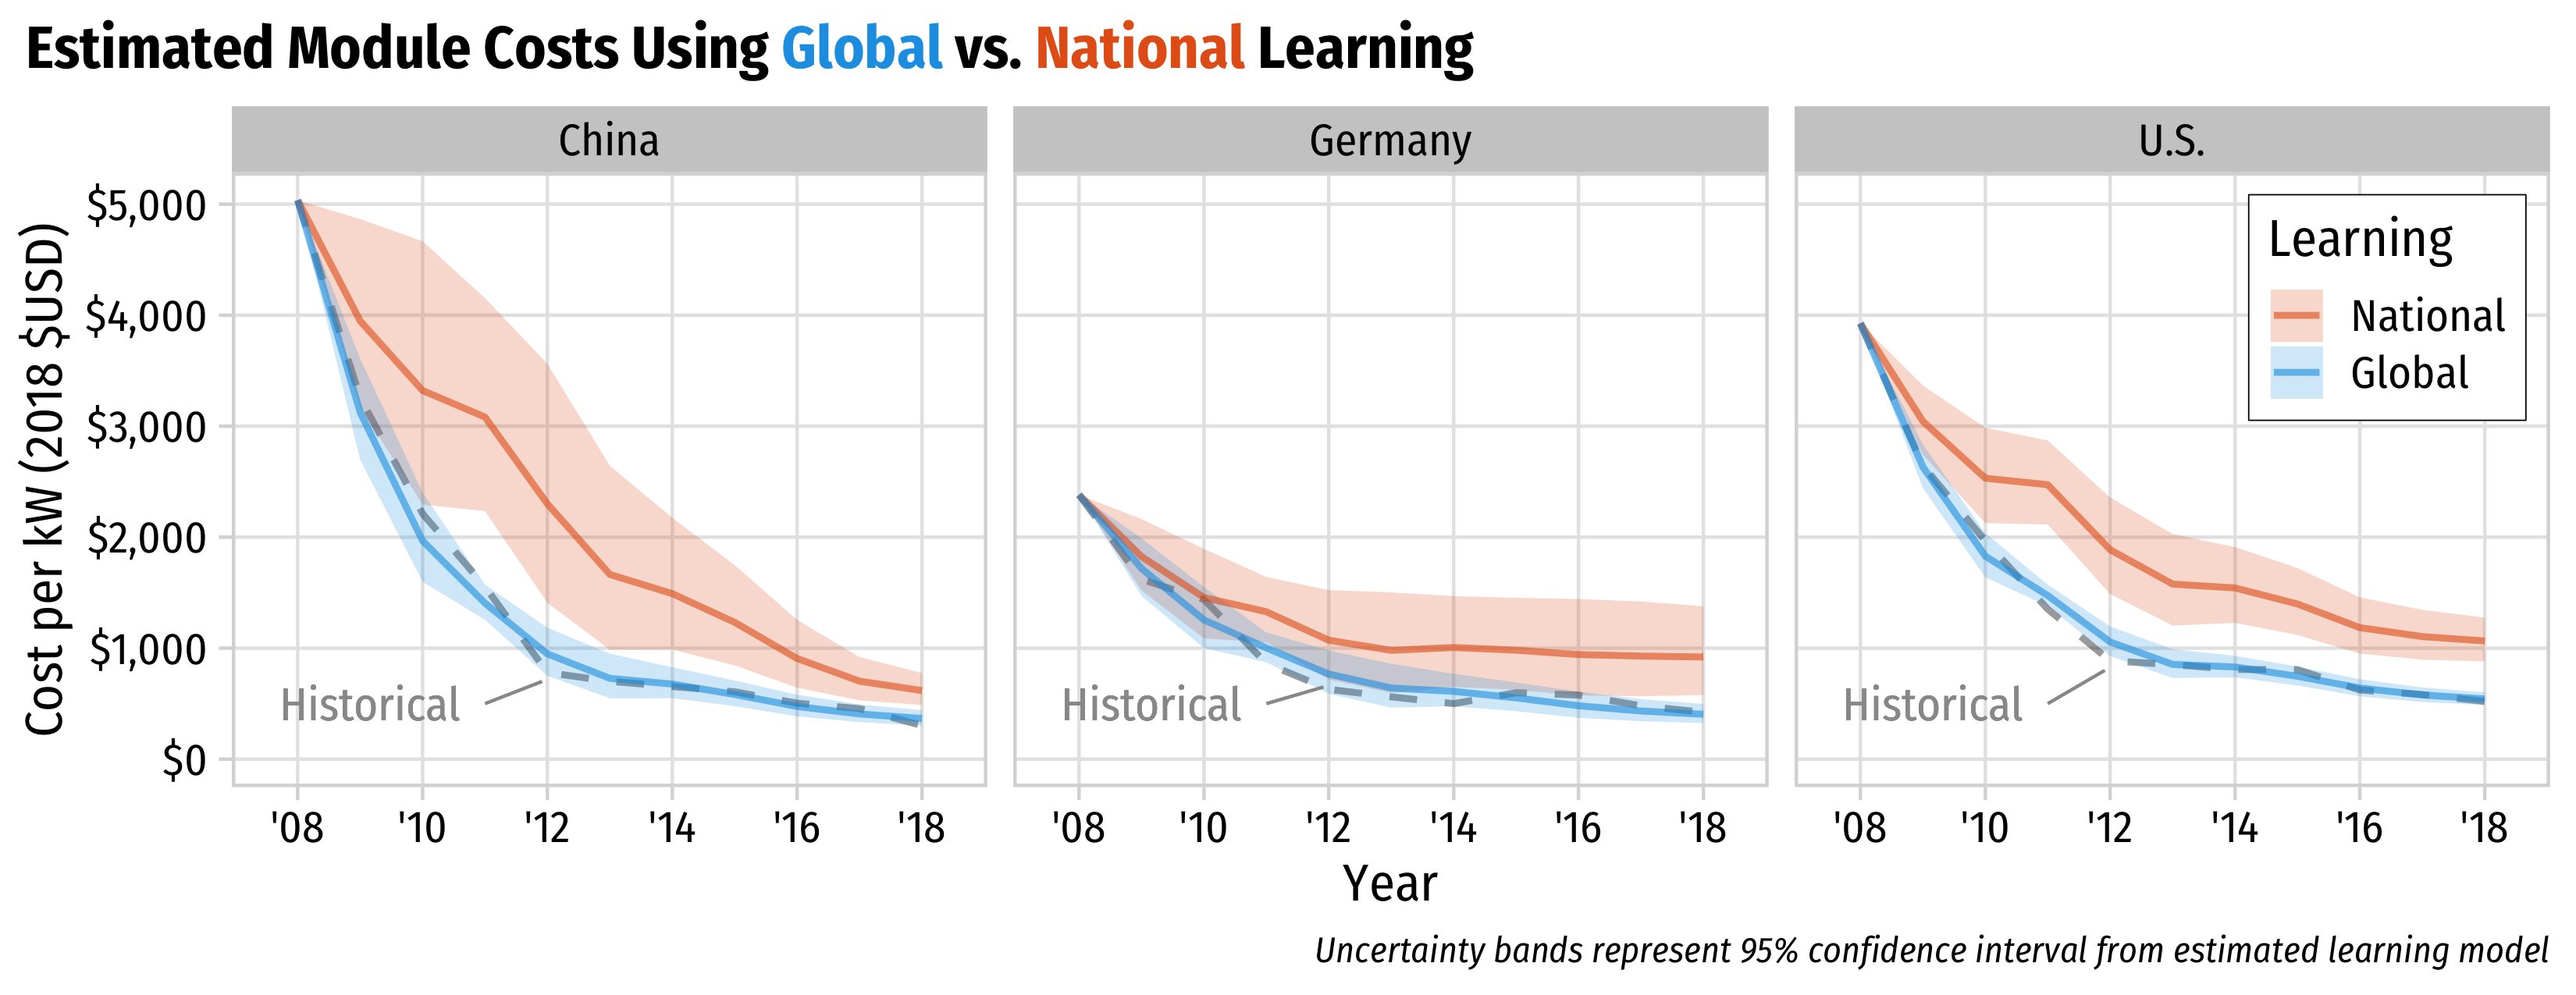 Estimated Module Costs Using Global vs. National Learning
China
Germany
U.S.
Cost per kW (2018 $USD)
$5,000
$4,000
$3,000
$2,000
$1,000
$0
Historical
Historical
Historical
Learning
National
Global
'08 '10 '12 '14 '16 '18
'08 '10 '12 '14 '16 '18
'08 '10 '12 '14 '16 '18
Year
Uncertainty bands represent 95% confidence interval from estimated learning model